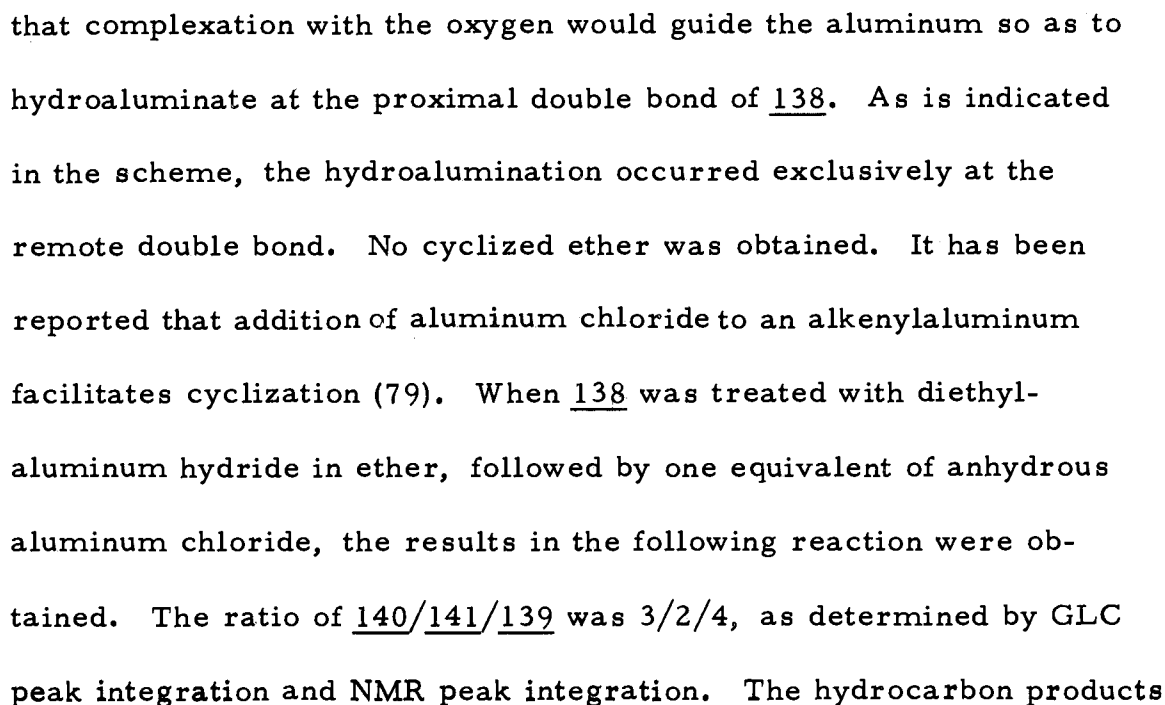 that complexation with the oxygen would guide the aluminum so as to
hydroaluminate at the proximal double bond of 138. As is indicated
in the scheme, the hydroalumination occurred exclusively at the
remote double bond. No cyclized ether was obtained. It has been
reported that addition of aluminum chloride to an alkenylaluminum
facilitates cyclization (79). When 138 was treated with diethyl-
aluminum hydride in ether, followed by one equivalent of anhydrous
aluminum chloride, the results in the following reaction were ob-
tained. The ratio of 140/141/139 was 3/2/4, as determined by GLC
peak integration and NMR peak integration. The hydrocarbon products